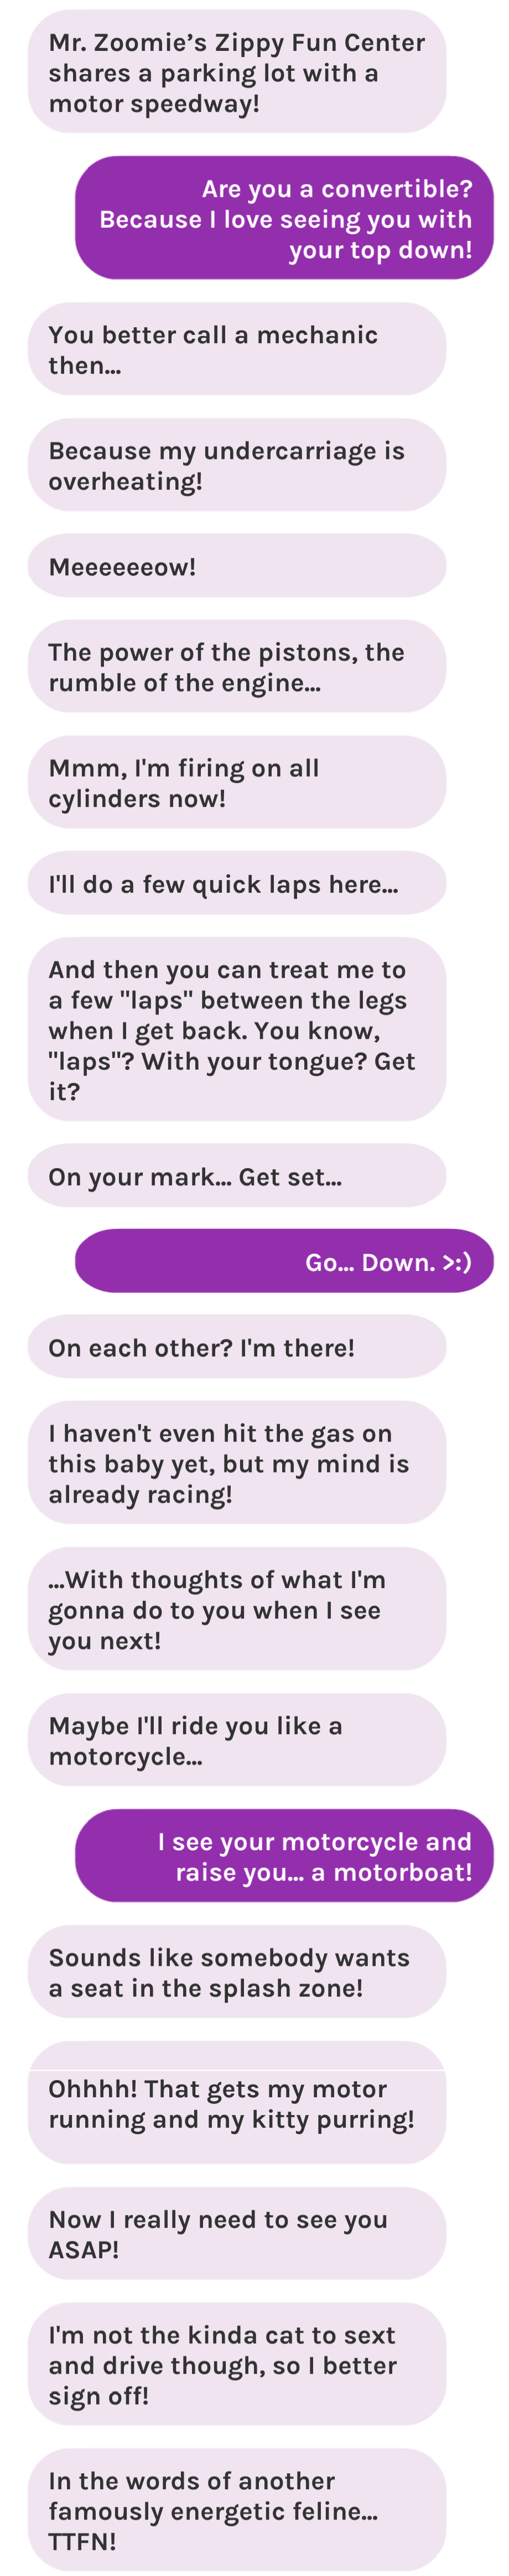 Mr. Zoomie’s Zippy Fun Center
shares a parking lot with a
motor speedway!
Are you a convertible?
Because I love seeing you with
your top down!
You better call a mechanic
then...
Because my undercarriage is
overheating!
Meeeeeeow!
The power of the pistons, the
rumble of the engine...
Mmm, I'm firing on all
cylinders now!
I'll do a few quick laps here...
And then you can treat me to
a few "laps" between the legs
when I get back. You know,
"laps"? With your tongue? Get
it?
On your mark... Get set...
Go... Down. >:)
On each other? I'm there!
I haven't even hit the gas on
this baby yet, but my mind is
already racing!
...With thoughts of what I'm
gonna do to you when I see
you next!
Maybe I'll ride you like a
motorcycle...
I see your motorcycle and
raise you... a motorboat!
Sounds like somebody wants
a seat in the splash zone!
Ohhhh! That gets my motor
running and my kitty purring!
Now I really need to see you
ASAP!
I'm not the kinda cat to sext
and drive though, so I better
sign off!
In the words of another
famously energetic feline...
TTFN!